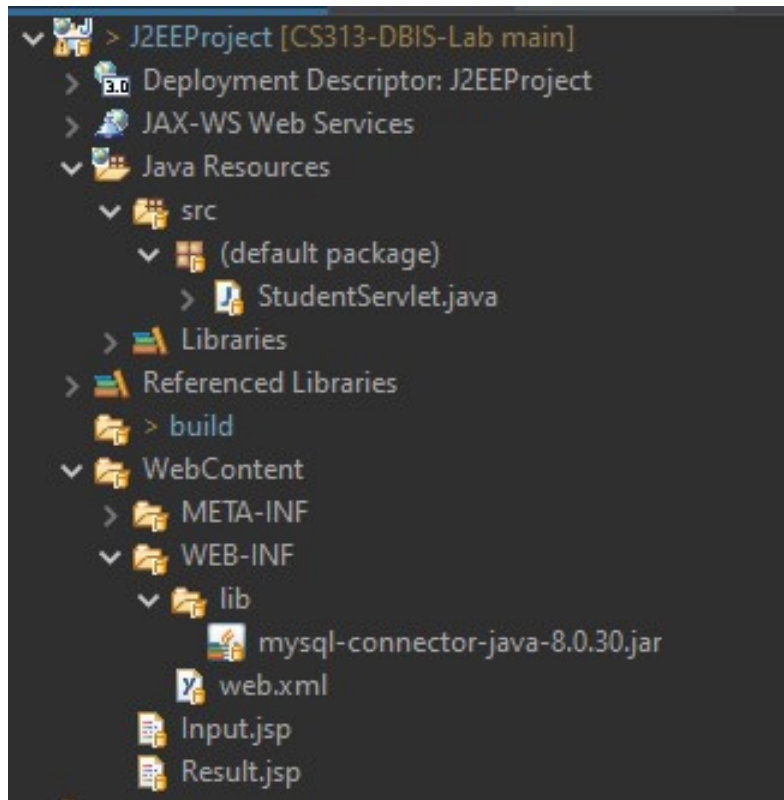 > J2EEProject [CS313-DBIS-Lab main]
3.0 Deployment Descriptor: J2EEProject
JAX-WS Web Services
Java Resources
src
(default package)
J StudentServlet.java
Libraries
Referenced Libraries
> build
WebContent
META-INF
WEB-INF
lib
mysql-connector-java-8.0.30.jar
web.xml
Input.jsp
Result.jsp